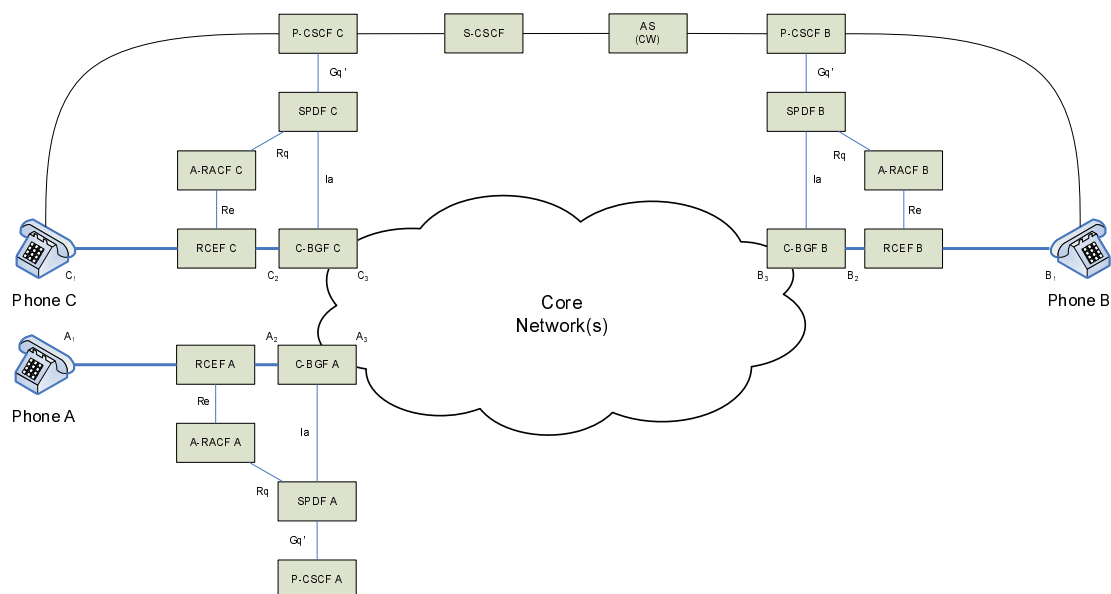 P-CSCF C
S-CSCF
AS
(CW)
P-CSCF B
Gq'
Gq'
SPDF C
SPDF B
Rq
Rq
A-RACF C
A-RACF B
Ia
Ia
Re
Re
RCEF C
C-BGF C
C-BGF B
RCEF B
C1
C2
C3
B3
B2
B1
Phone C
Core
Network(s)
Phone B
A1
A2
A3
RCEF A
C-BGF A
Phone A
Re
Ia
A-RACF A
Rq
SPDF A
Gq'
P-CSCF A